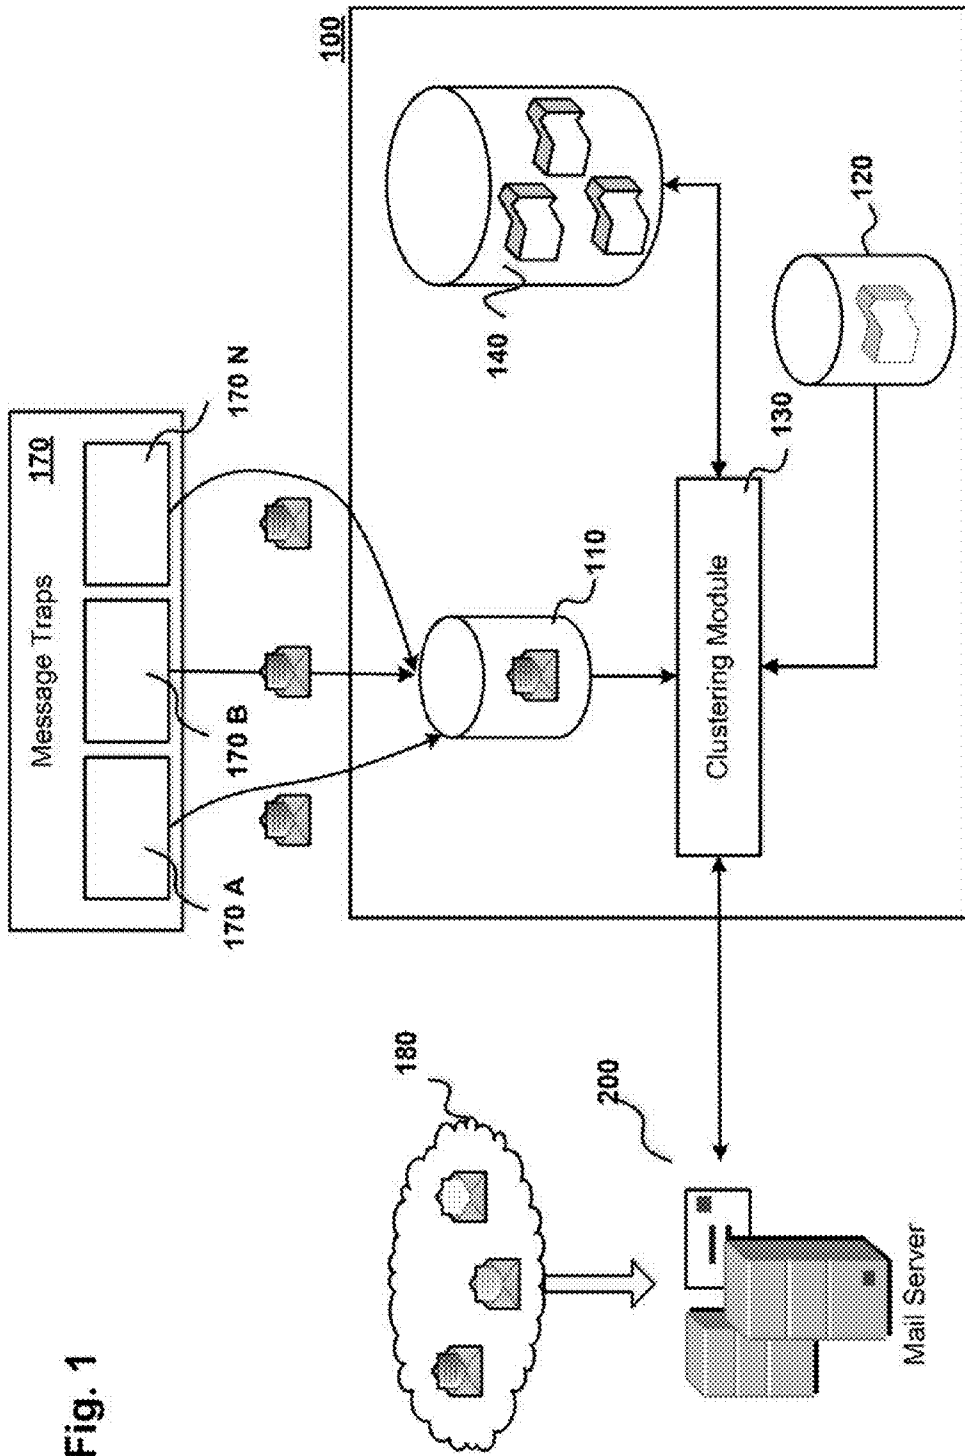 Fig. 1
Message Traps
170
170 A
170 B
170 N
100
110
140
120
130
Clustering Module
180
200
Mail Server